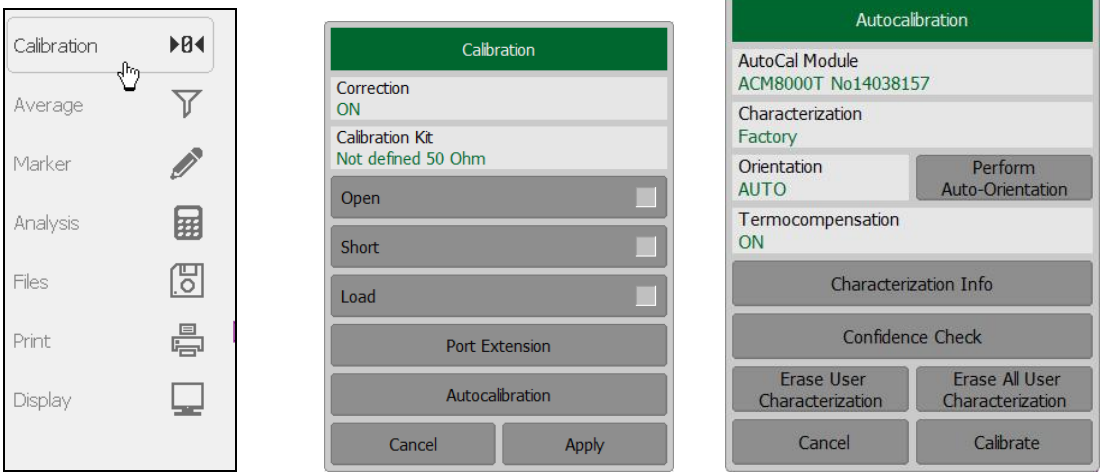 Calibration
Average
Marker
Analysis
Files
Print
Display
Calibration
Correction
ON
Calibration Kit
Not defined 50 Ohm
Open
Short
Load
Port Extension
Autocalibration
Cancel
Apply
Autocalibration
AutoCal Module
ACM8000T No14038157
Characterization
Factory
Orientation
AUTO
Perform
Auto-Orientation
Termocompensation
ON
Characterization Info
Confidence Check
Erase User
Characterization
Erase All User
Characterization
Cancel
Calibrate